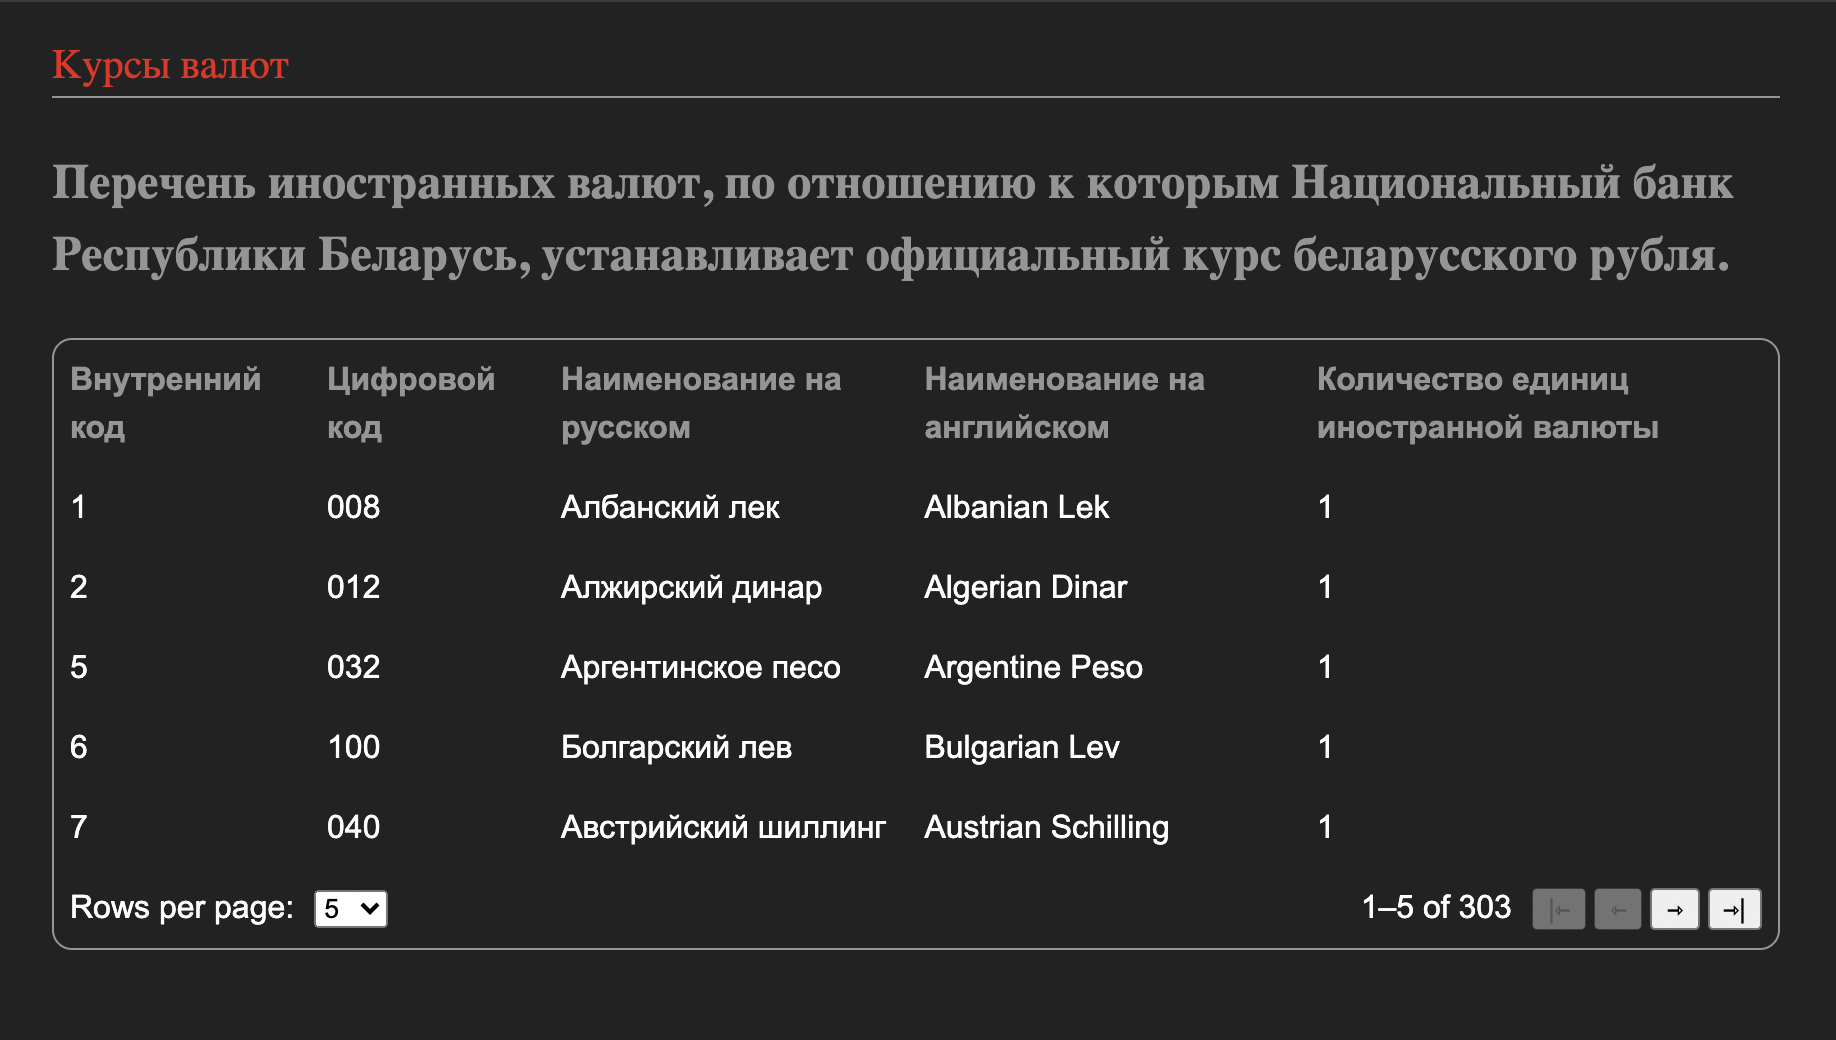 Курсы валют
Перечень иностранных валют, по отношению к которым Национальный банк
Республики Беларусь, устанавливает официальный курс беларусского рубля.
Внутренний код Цифровой код Наименование на русском Наименование на английском Количество единиц иностранной валюты
1 008 Албанский лек Albanian Lek 1
2 012 Алжирский динар Algerian Dinar 1
5 032 Аргентинское песо Argentine Peso 1
6 100 Болгарский лев Bulgarian Lev 1
7 040 Австрийский шиллинг Austrian Schilling 1
Rows per page: 5 1–5 of 303